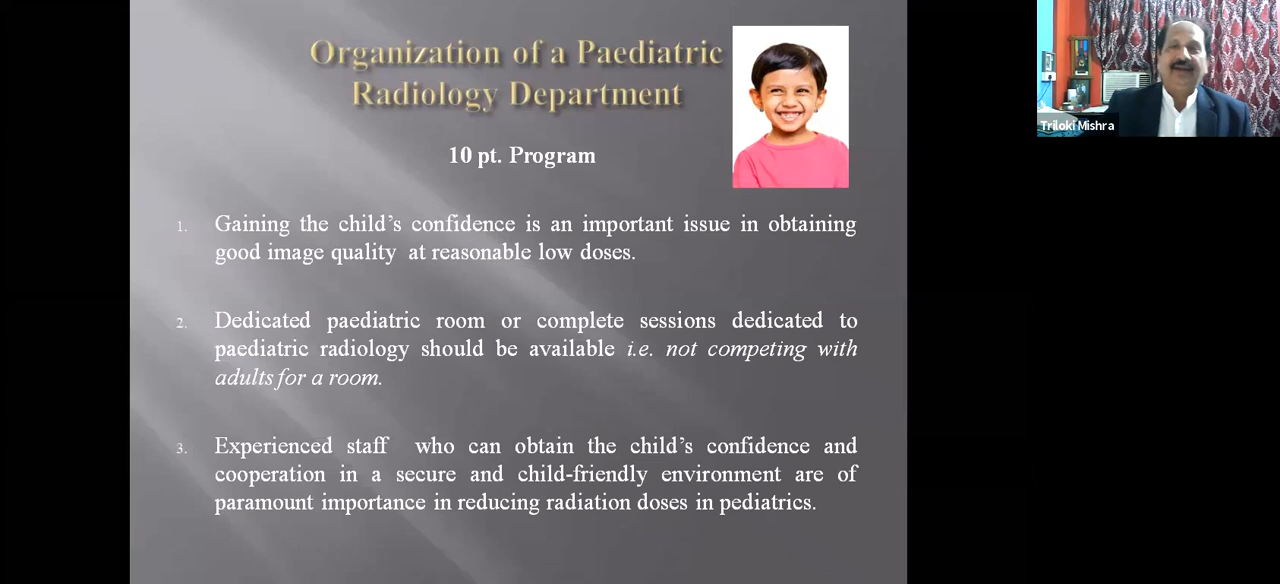 Organization of a Paediatric
Radiology Department
10 pt. Program
1. Gaining the child's confidence is an important issue in obtaining
good image quality at reasonable low doses.
2. Dedicated paediatric room or complete sessions dedicated to
paediatric radiology should be available i.e. not competing with
adults for a room.
3. Experienced staff who can obtain the child's confidence and
cooperation in a secure and child-friendly environment are of
paramount importance in reducing radiation doses in pediatrics.
Triloki Mishra